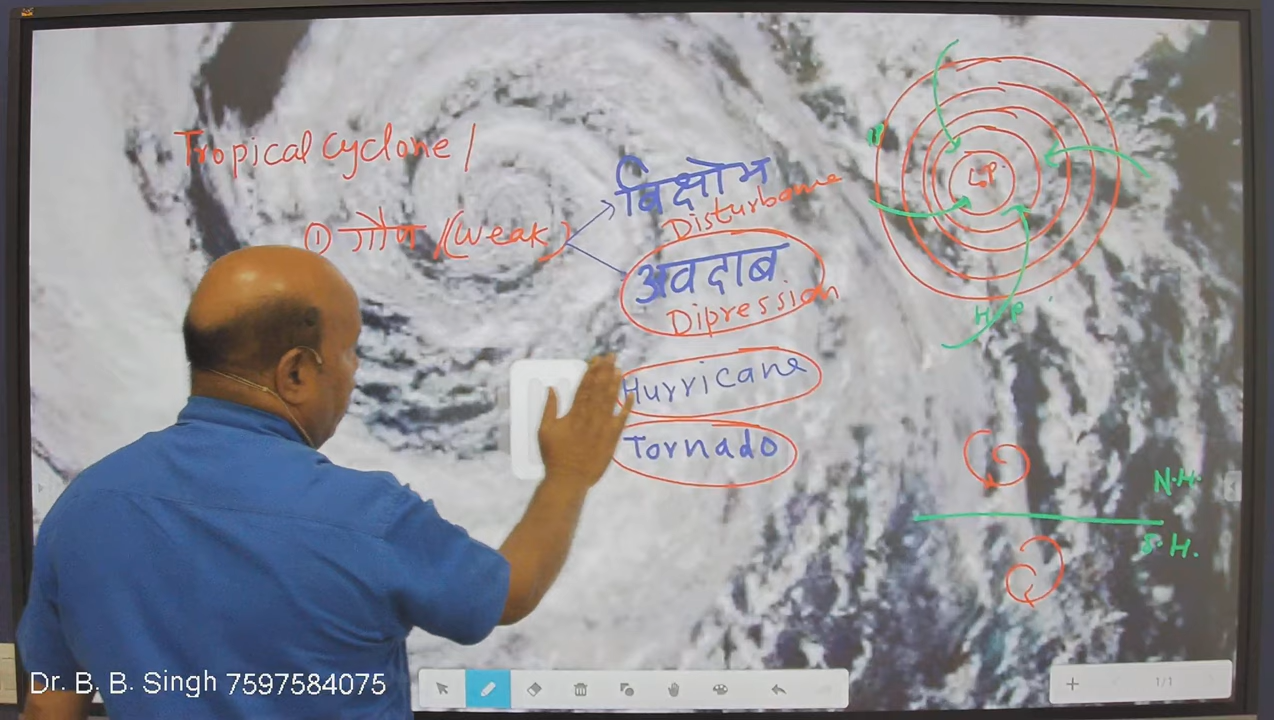 Tropical Cyclone /
① गौण / (Weak)
विक्षोभ
Disturbance
अवदाब
Dipression
Hurricane
Tornado
L.P.
H.P.
N.H.
S.H.
Dr. B. B. Singh 7597584075
1/1